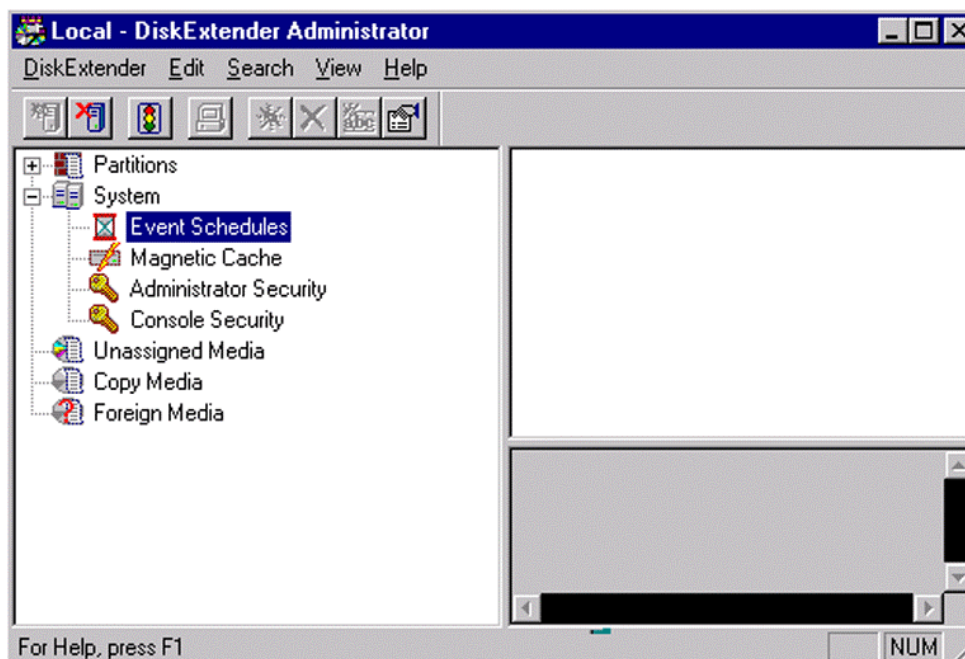 Local - DiskExtender Administrator
DiskExtender Edit Search View Help
abc
Partitions
System
Event Schedules
Magnetic Cache
Administrator Security
Console Security
Unassigned Media
Copy Media
Foreign Media
For Help, press F1
NUM